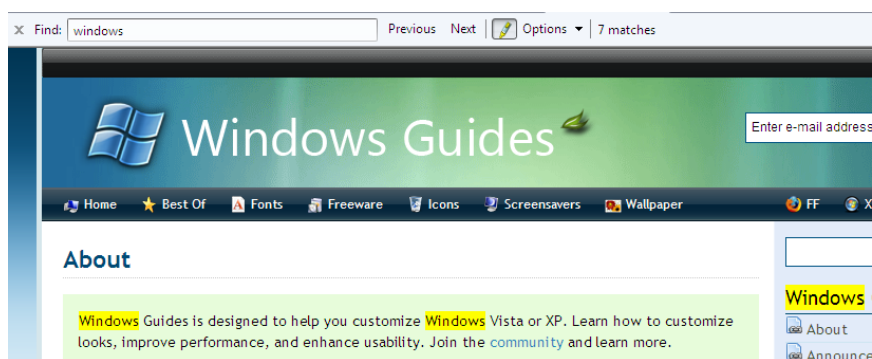 x Find: windows Previous Next Options 7 matches
Windows Guides
Enter e-mail address
Home Best Of Fonts Freeware Icons Screensavers Wallpaper FF X
About
Windows Guides is designed to help you customize Windows Vista or XP. Learn how to customize
looks, improve performance, and enhance usability. Join the community and learn more.
Windows
About
Announce